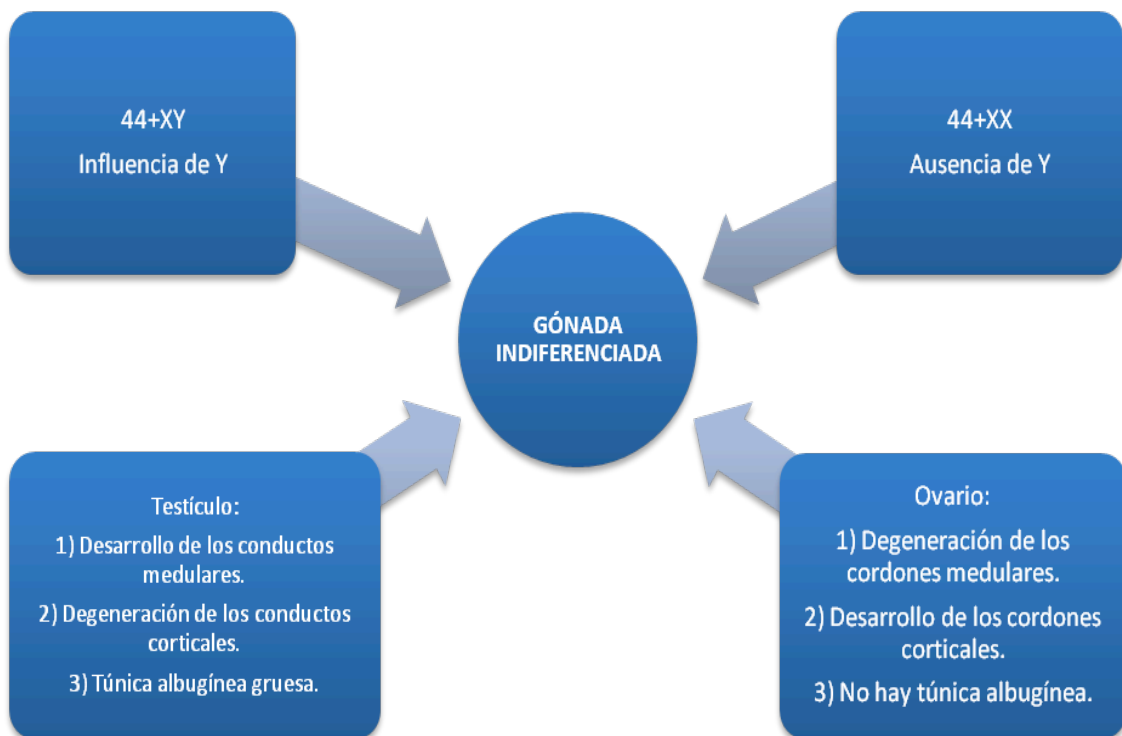 44+XY
Influencia de Y
44+XX
Ausencia de Y
GÓNADA
INDIFERENCIADA
Testículo:
1) Desarrollo de los conductos
medulares.
2) Degeneración de los conductos
corticales.
3) Túnica albugínea gruesa.
Ovario:
1) Degeneración de los
cordones medulares.
2) Desarrollo de los cordones
corticales.
3) No hay túnica albugínea.